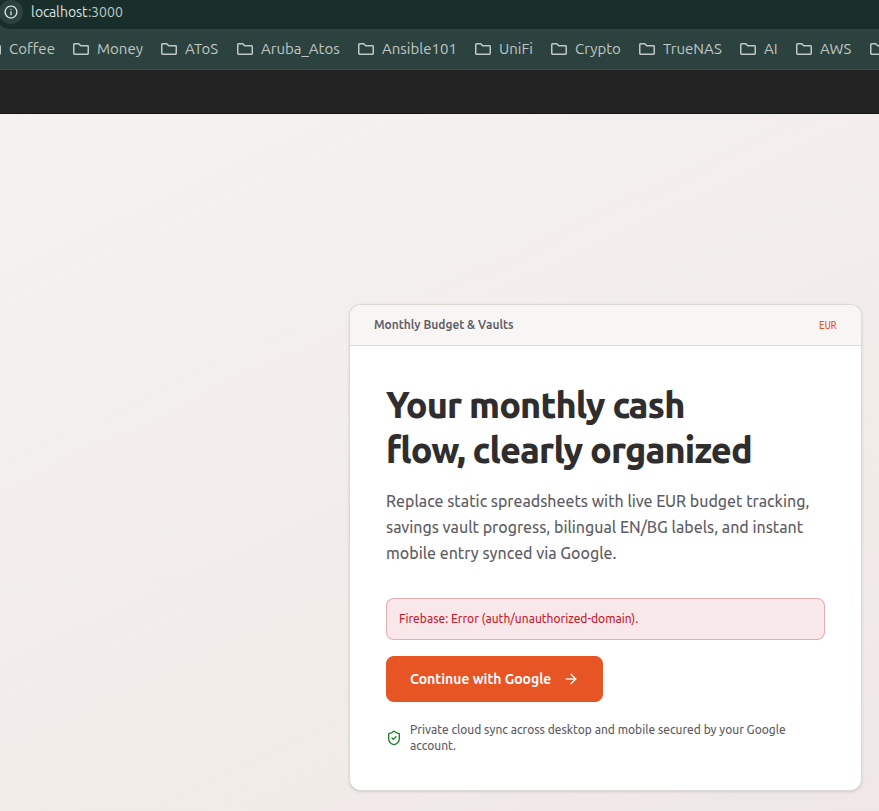 localhost:3000
Coffee Money AToS Aruba_Atos Ansible101 UniFi Crypto TrueNAS AI AWS
Monthly Budget & Vaults EUR
Your monthly cash
flow, clearly organized
Replace static spreadsheets with live EUR budget tracking,
savings vault progress, bilingual EN/BG labels, and instant
mobile entry synced via Google.
Firebase: Error (auth/unauthorized-domain).
Continue with Google →
Private cloud sync across desktop and mobile secured by your Google
account.